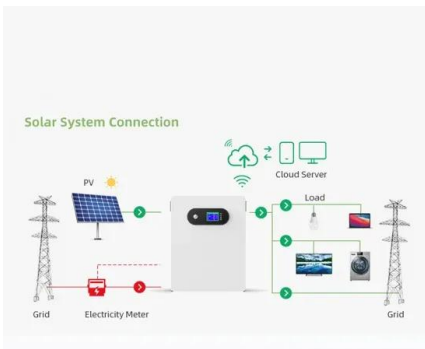 Solar System Connection
Cloud Server
PV
Load
Grid
Electricity Meter
Grid